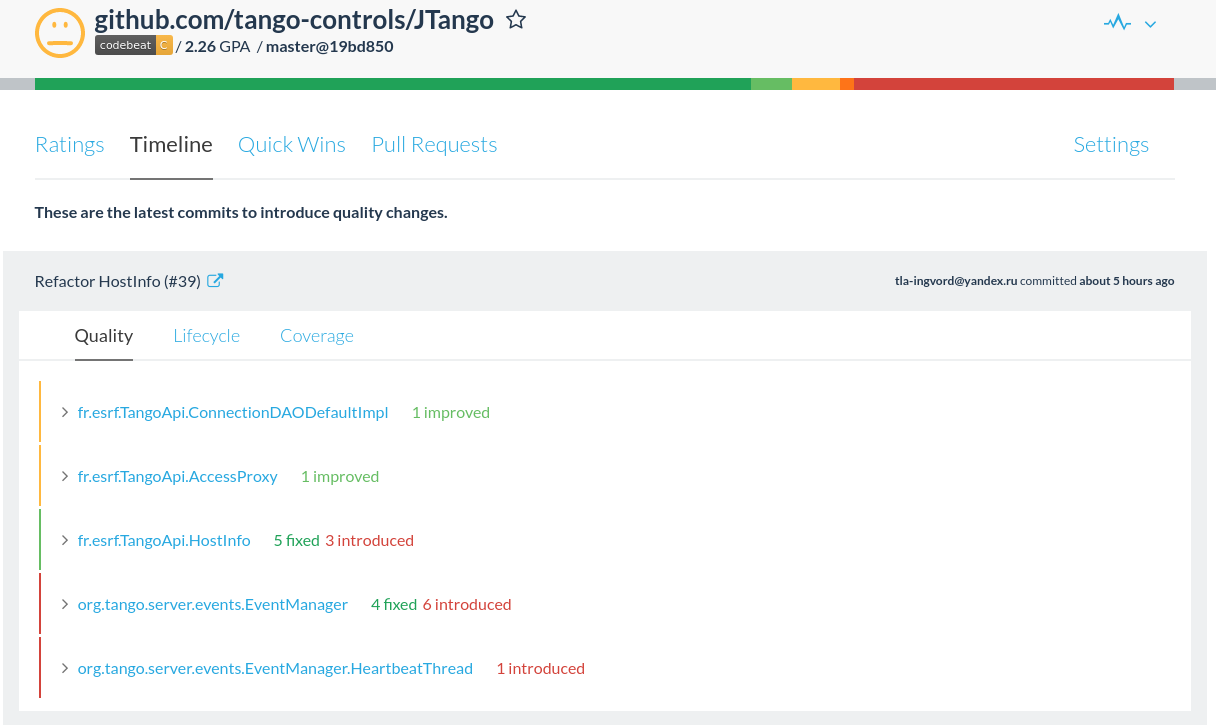 github.com/tango-controls/JTango
codebeat C / 2.26 GPA / master@19bd850
Ratings Timeline Quick Wins Pull Requests Settings
These are the latest commits to introduce quality changes.
Refactor HostInfo (#39) tla-ingvord@yandex.ru committed about 5 hours ago
Quality Lifecycle Coverage
fr.esrf.TangoApi.ConnectionDAODefaultImpl 1 improved
fr.esrf.TangoApi.AccessProxy 1 improved
fr.esrf.TangoApi.HostInfo 5 fixed 3 introduced
org.tango.server.events.EventManager 4 fixed 6 introduced
org.tango.server.events.EventManager.HeartbeatThread 1 introduced